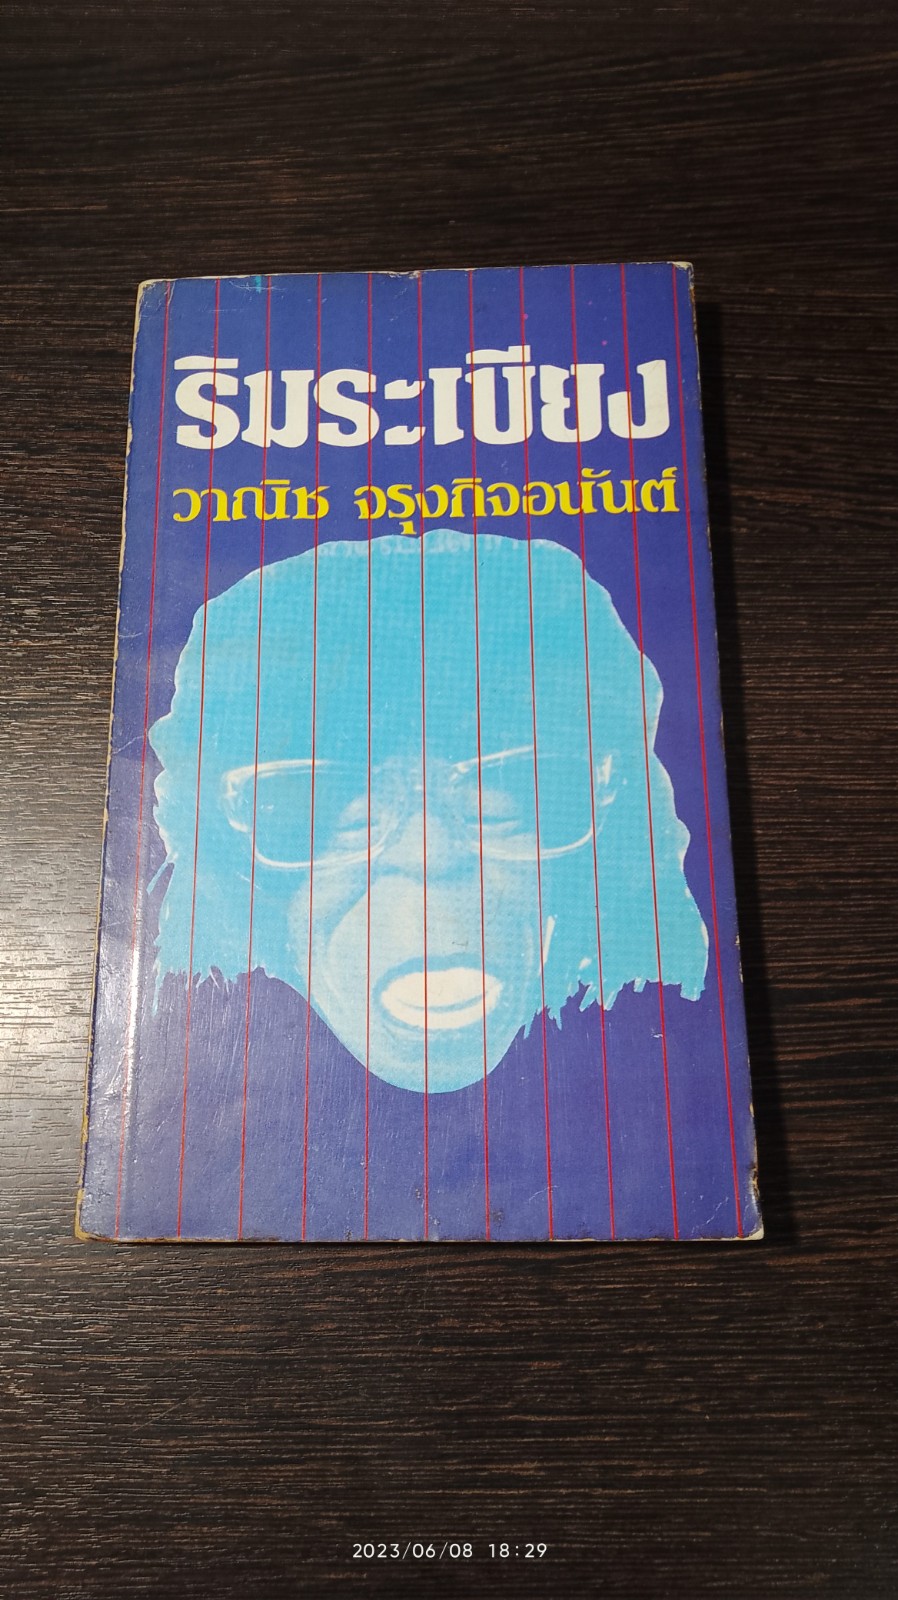 ริมระเบียง
วาณิช จรุงกิจอนันต์
2023/06/08 18:29